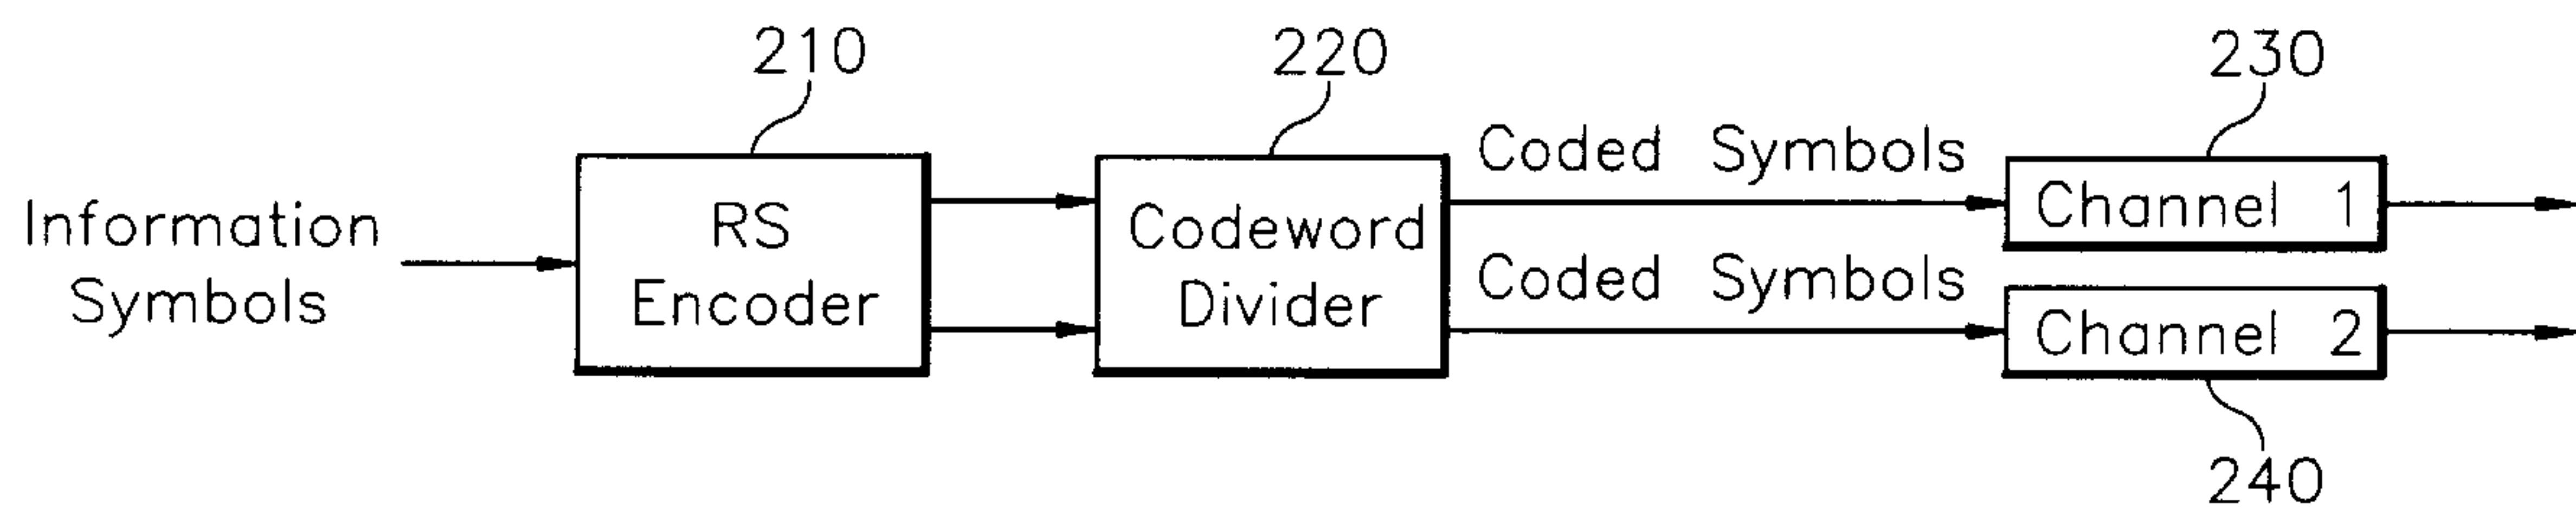 210
220
230
Information
Symbols
RS
Encoder
Codeword
Divider
Coded Symbols
Coded Symbols
Channel 1
Channel 2
240